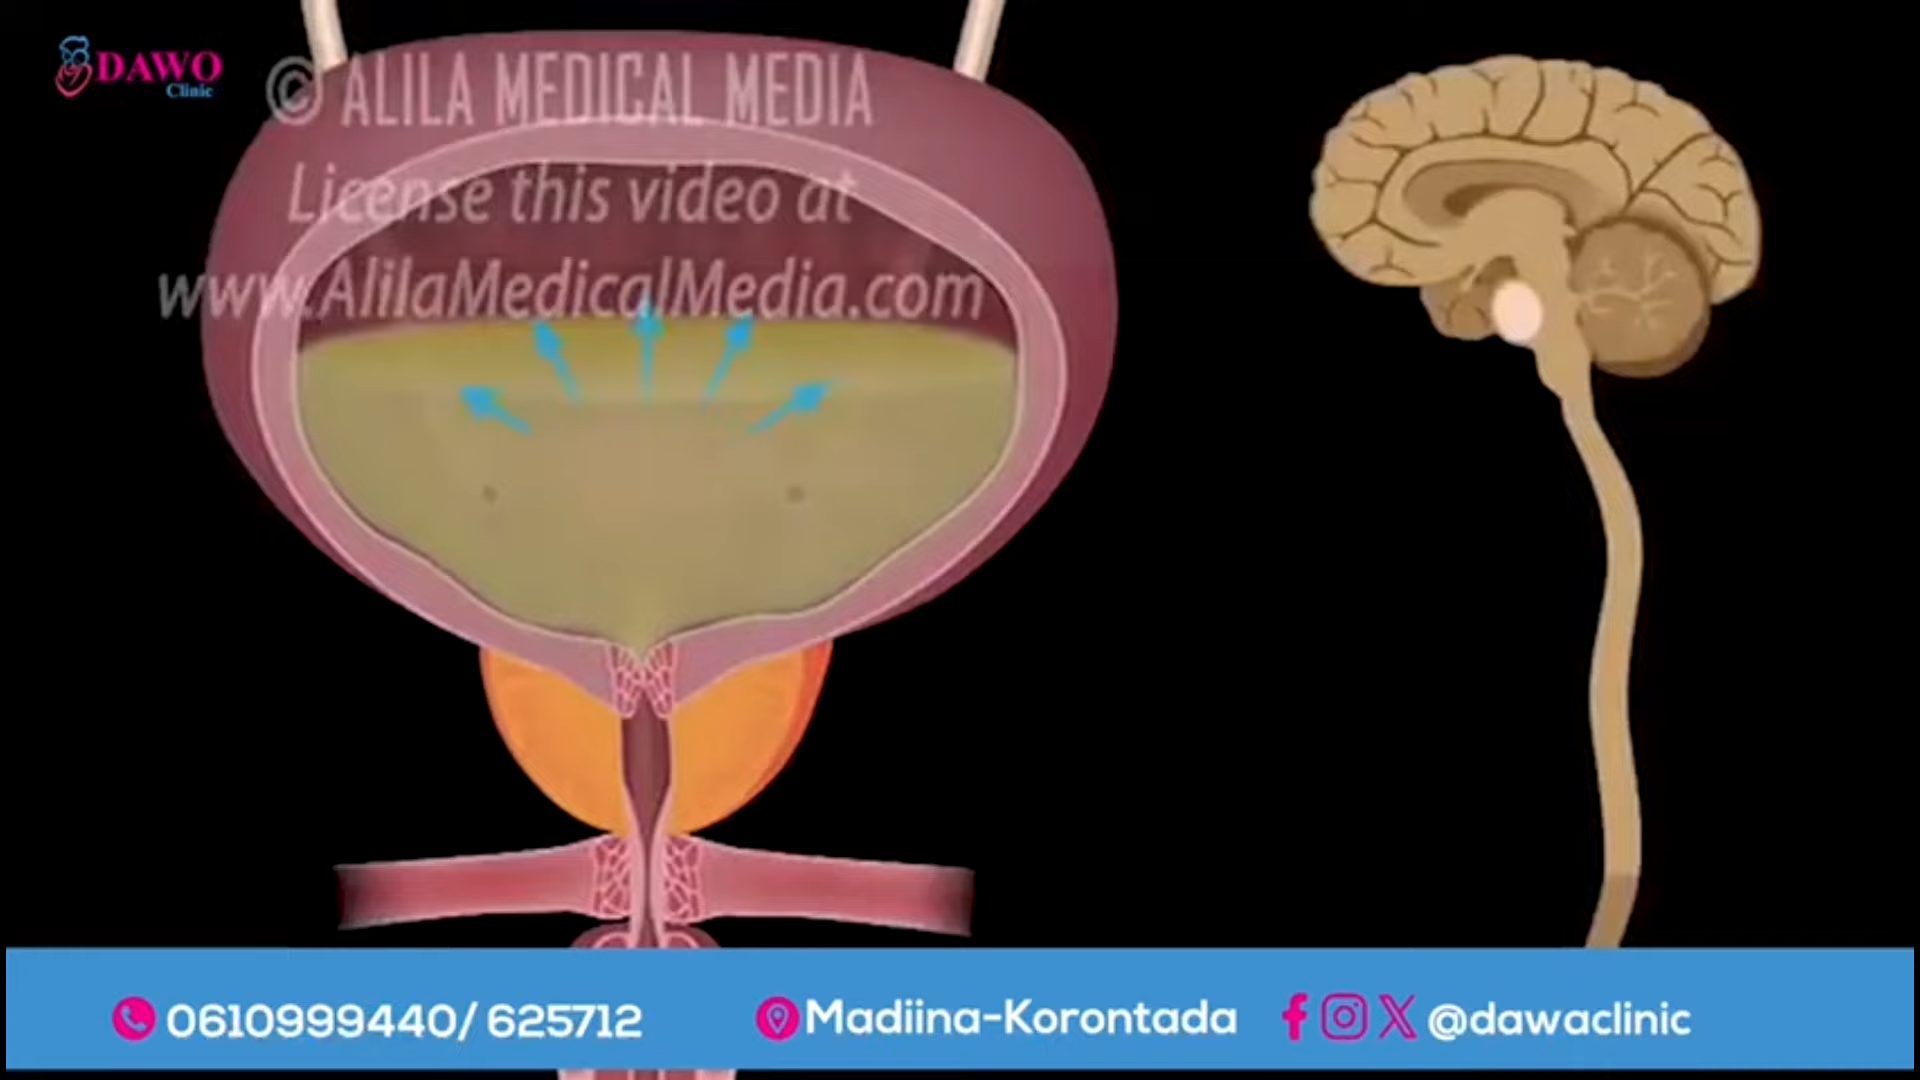 DAWO
Clinic
© ALILA MEDICAL MEDIA
License this video at
www.AlilaMedicalMedia.com
0610999440/ 625712
Madiina-Korontada
@dawaclinic